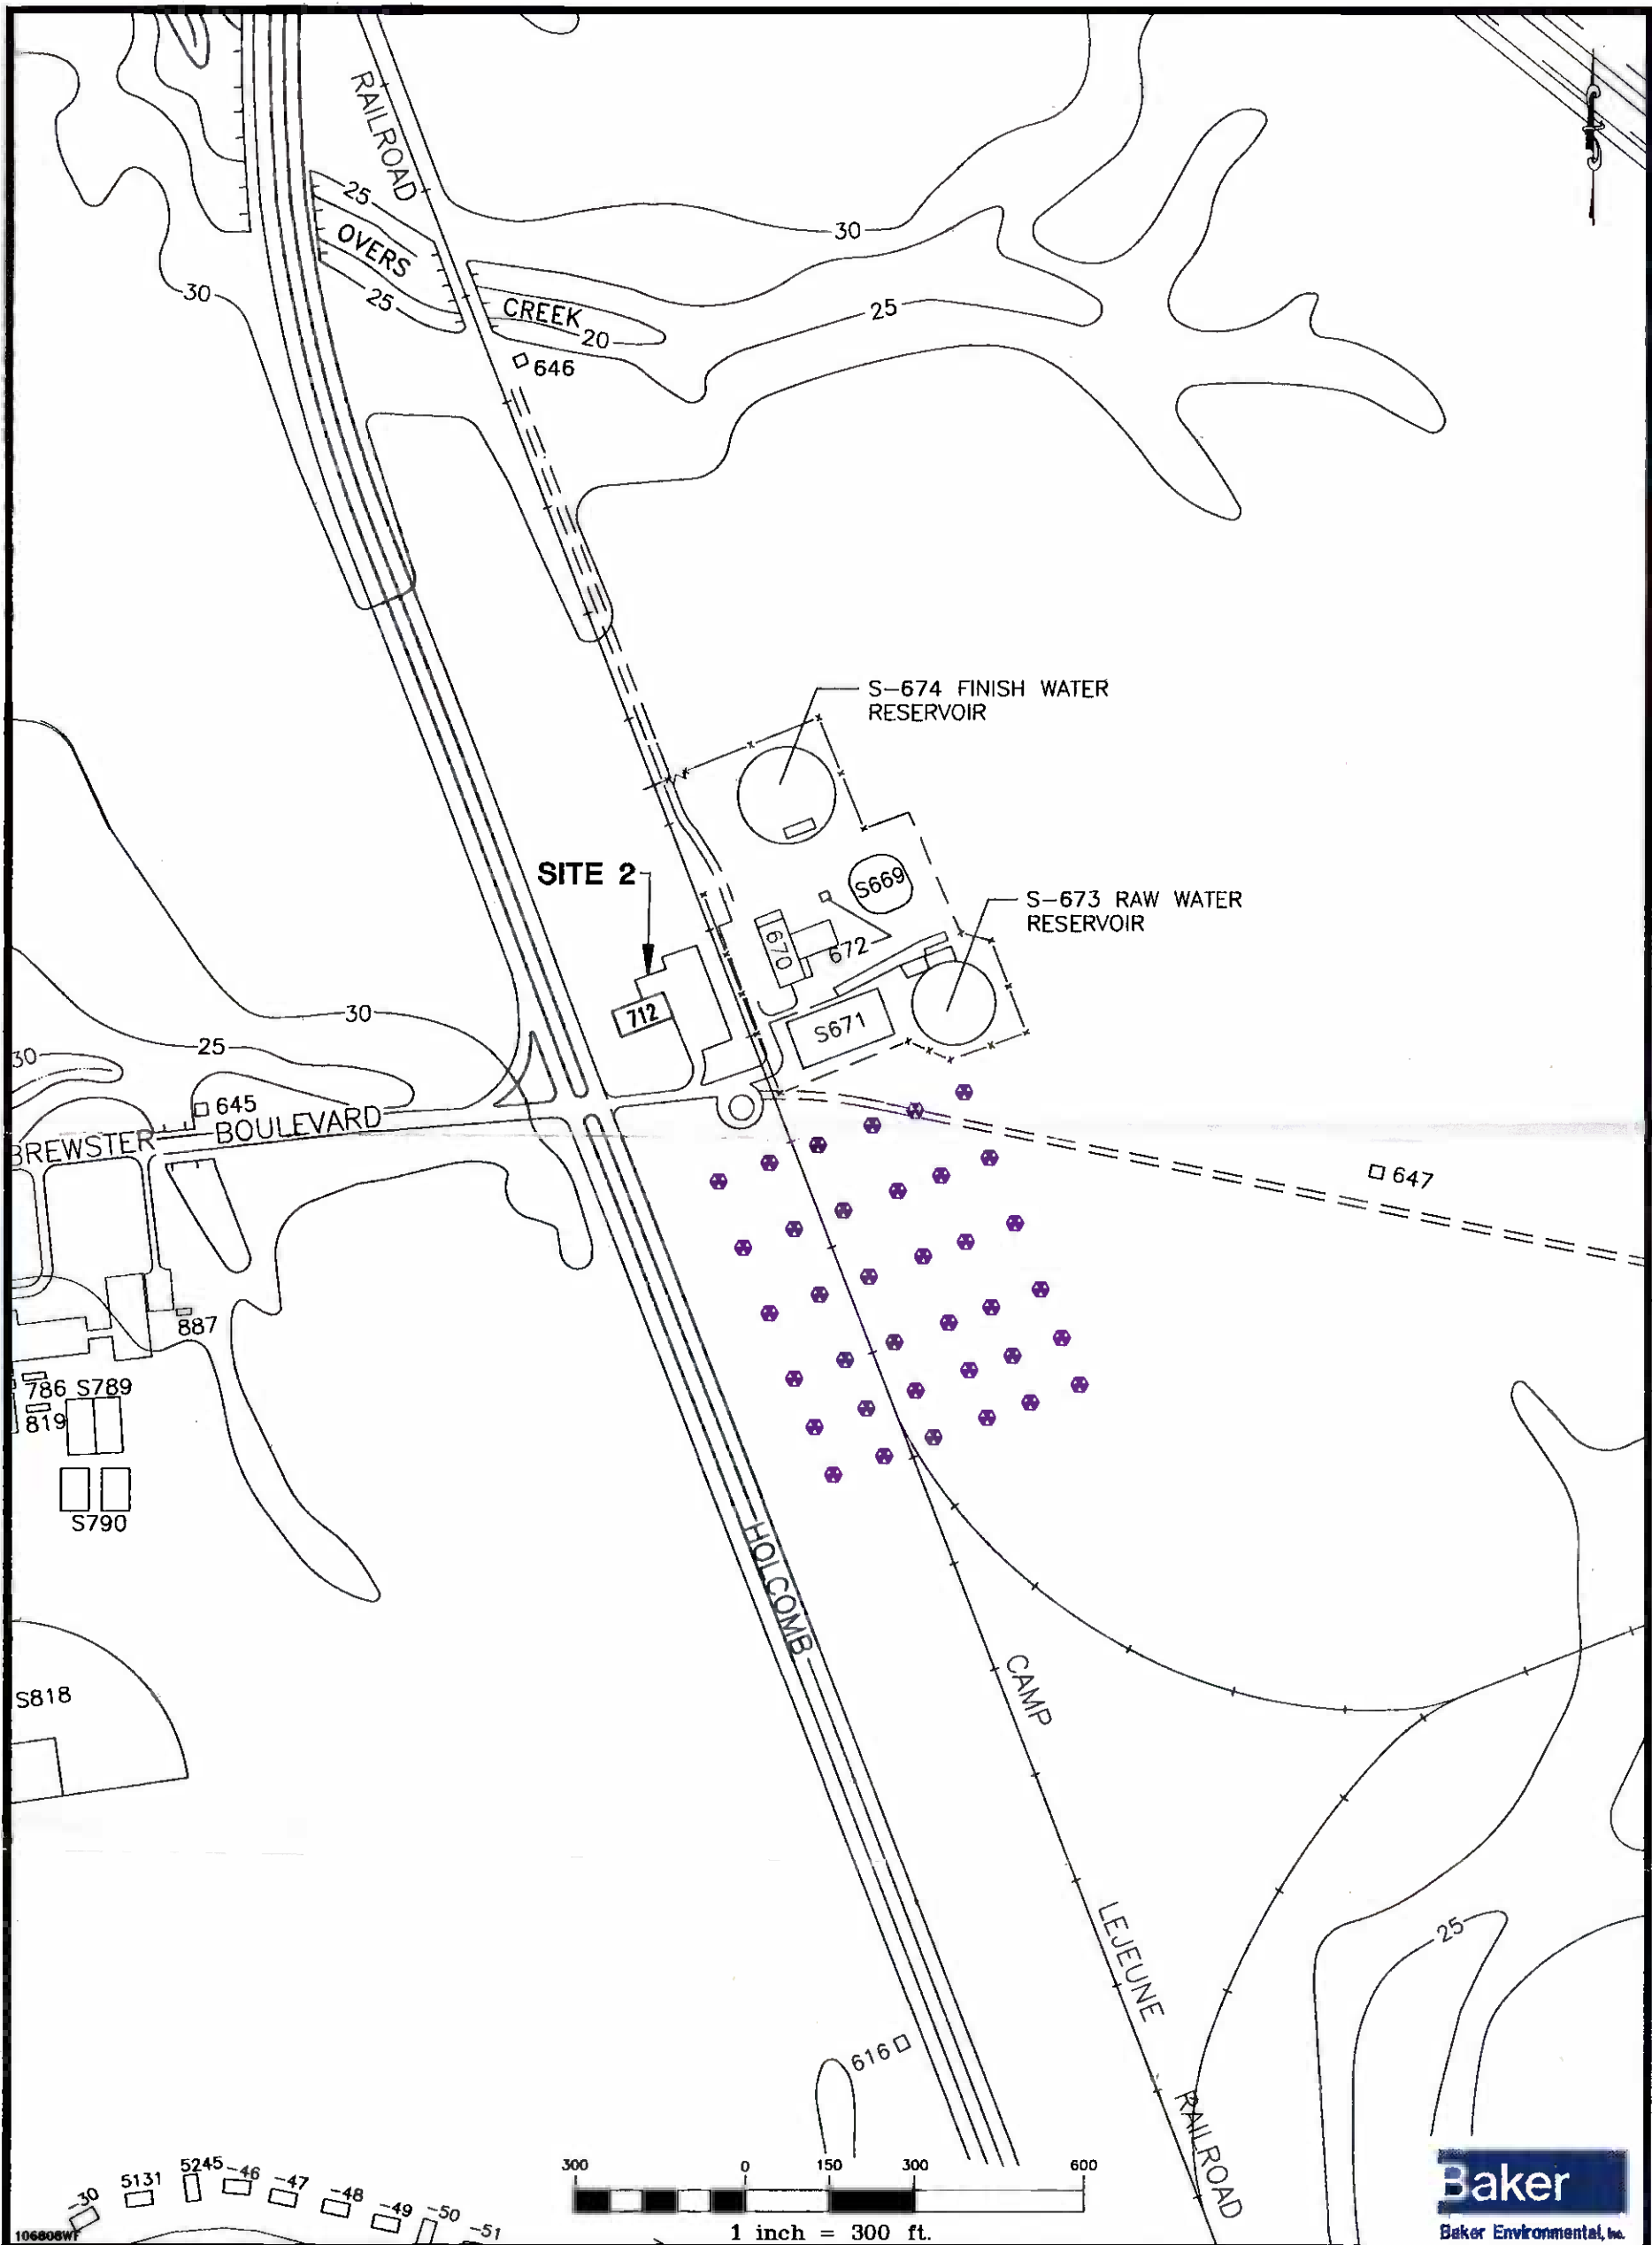 RAILROAD
25
OVERS
25
30
30
CREEK
20
25
646
S-674 FINISH WATER
RESERVOIR
SITE 2
S669
S-673 RAW WATER
RESERVOIR
670
672
712
S671
30
25
30
645
BREWSTER
BOULEVARD
647
887
786 S789
819
S790
HOLCOMB
S818
CAMP
LEJEUNE
25
616
RAILROAD
-30
5131
5245
-46
-47
-48
-49
-50
-51
300 0 150 300 600
1 inch = 300 ft.
Baker
Baker Environmental, Inc.
106808WF